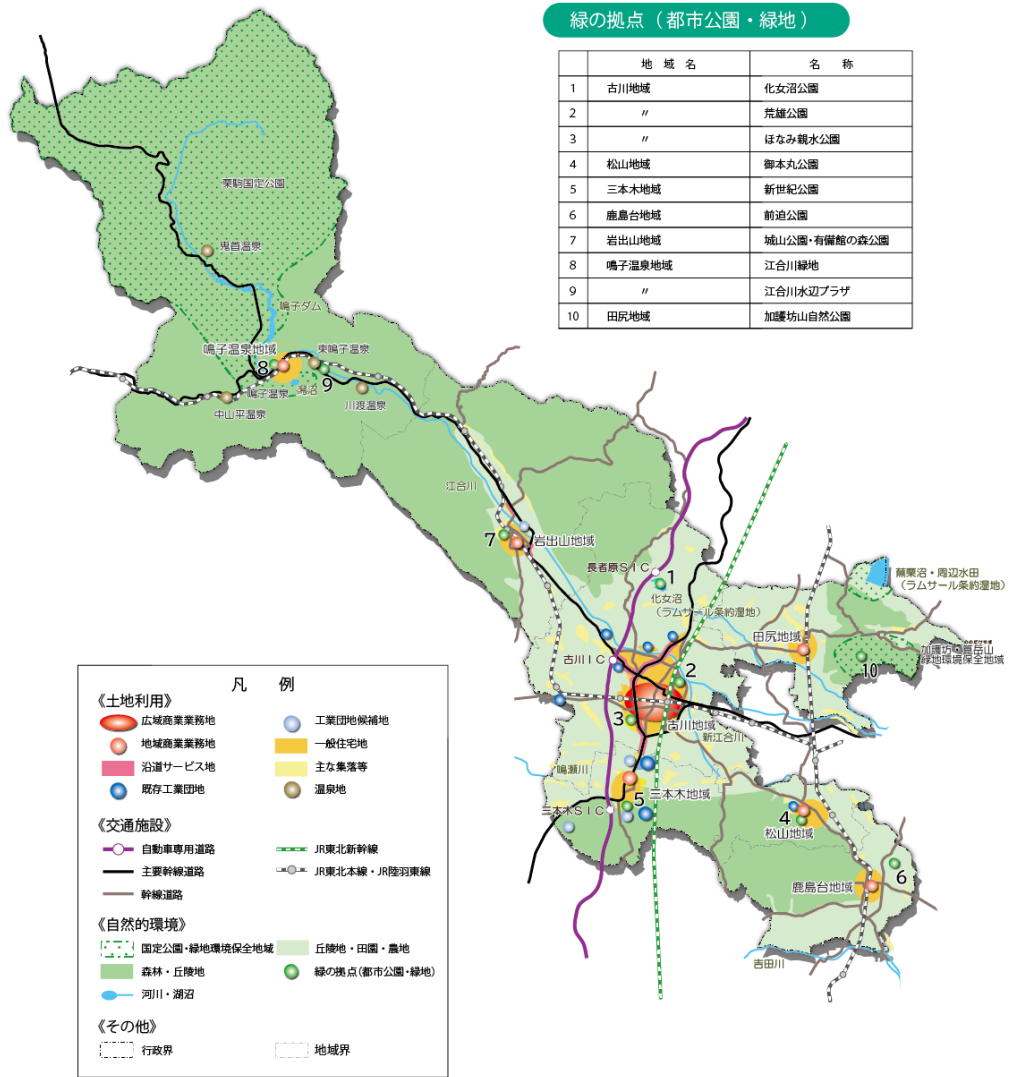 緑の拠点（都市公園・緑地）
地　域　名　名　称
1　古川地域　化女沼公園
2　〃　荒雄公園
3　〃　ほなみ親水公園
4　松山地域　御本丸公園
5　三本木地域　新世紀公園
6　鹿島台地域　前迫公園
7　岩出山地域　城山公園・有備館の森公園
8　鳴子温泉地域　江合川緑地
9　〃　江合川水辺プラザ
10　田尻地域　加護坊山自然公園
栗駒国定公園
鬼首温泉
鳴子ダム
鳴子温泉地域
東鳴子温泉
8
9
鳴子温泉
潟沼
川渡温泉
中山平温泉
江合川
7
岩出山地域
長者原ＳＩＣ
1
化女沼
（ラムサール条約湿地）
蕪栗沼・周辺水田
（ラムサール条約湿地）
田尻地域
加護坊・箟岳山
緑地環境保全地域
10
古川ＩＣ
2
3
古川地域
新江合川
鳴瀬川
三本木地域
5
三本木ＳＩＣ
4
松山地域
6
鹿島台地域
吉田川
凡　例
《土地利用》
広域商業業務地　工業団地候補地
地域商業業務地　一般住宅地
沿道サービス地　主な集落等
既存工業団地　温泉地
《交通施設》
自動車専用道路　JR東北新幹線
主要幹線道路　JR東北本線・JR陸羽東線
幹線道路
《自然的環境》
国定公園・緑地環境保全地域　丘陵地・田園・農地
森林・丘陵地　緑の拠点（都市公園・緑地）
河川・湖沼
《その他》
行政界　地域界